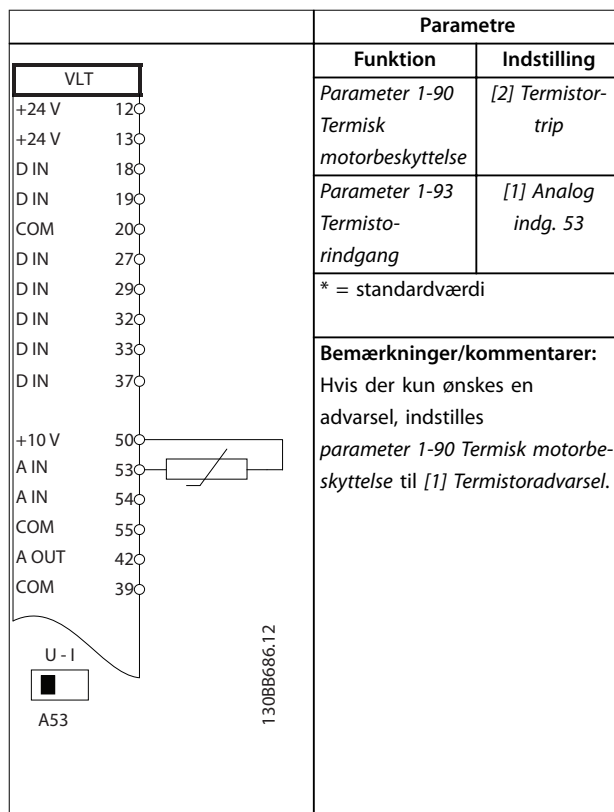 VLT
+24 V 12
+24 V 13
D IN 18
D IN 19
COM 20
D IN 27
D IN 29
D IN 32
D IN 33
D IN 37
+10 V 50
A IN 53
A IN 54
COM 55
A OUT 42
COM 39
U - I
A53
130BB686.12
Parametre
Funktion Indstilling
Parameter 1-90 [2] Termistor-
Termisk trip
motorbeskyttelse
Parameter 1-93 [1] Analog
Termisto- indg. 53
rindgang
* = standardværdi
Bemærkninger/kommentarer:
Hvis der kun ønskes en
advarsel, indstilles
parameter 1-90 Termisk motorbe-
skyttelse til [1] Termistoradvarsel.